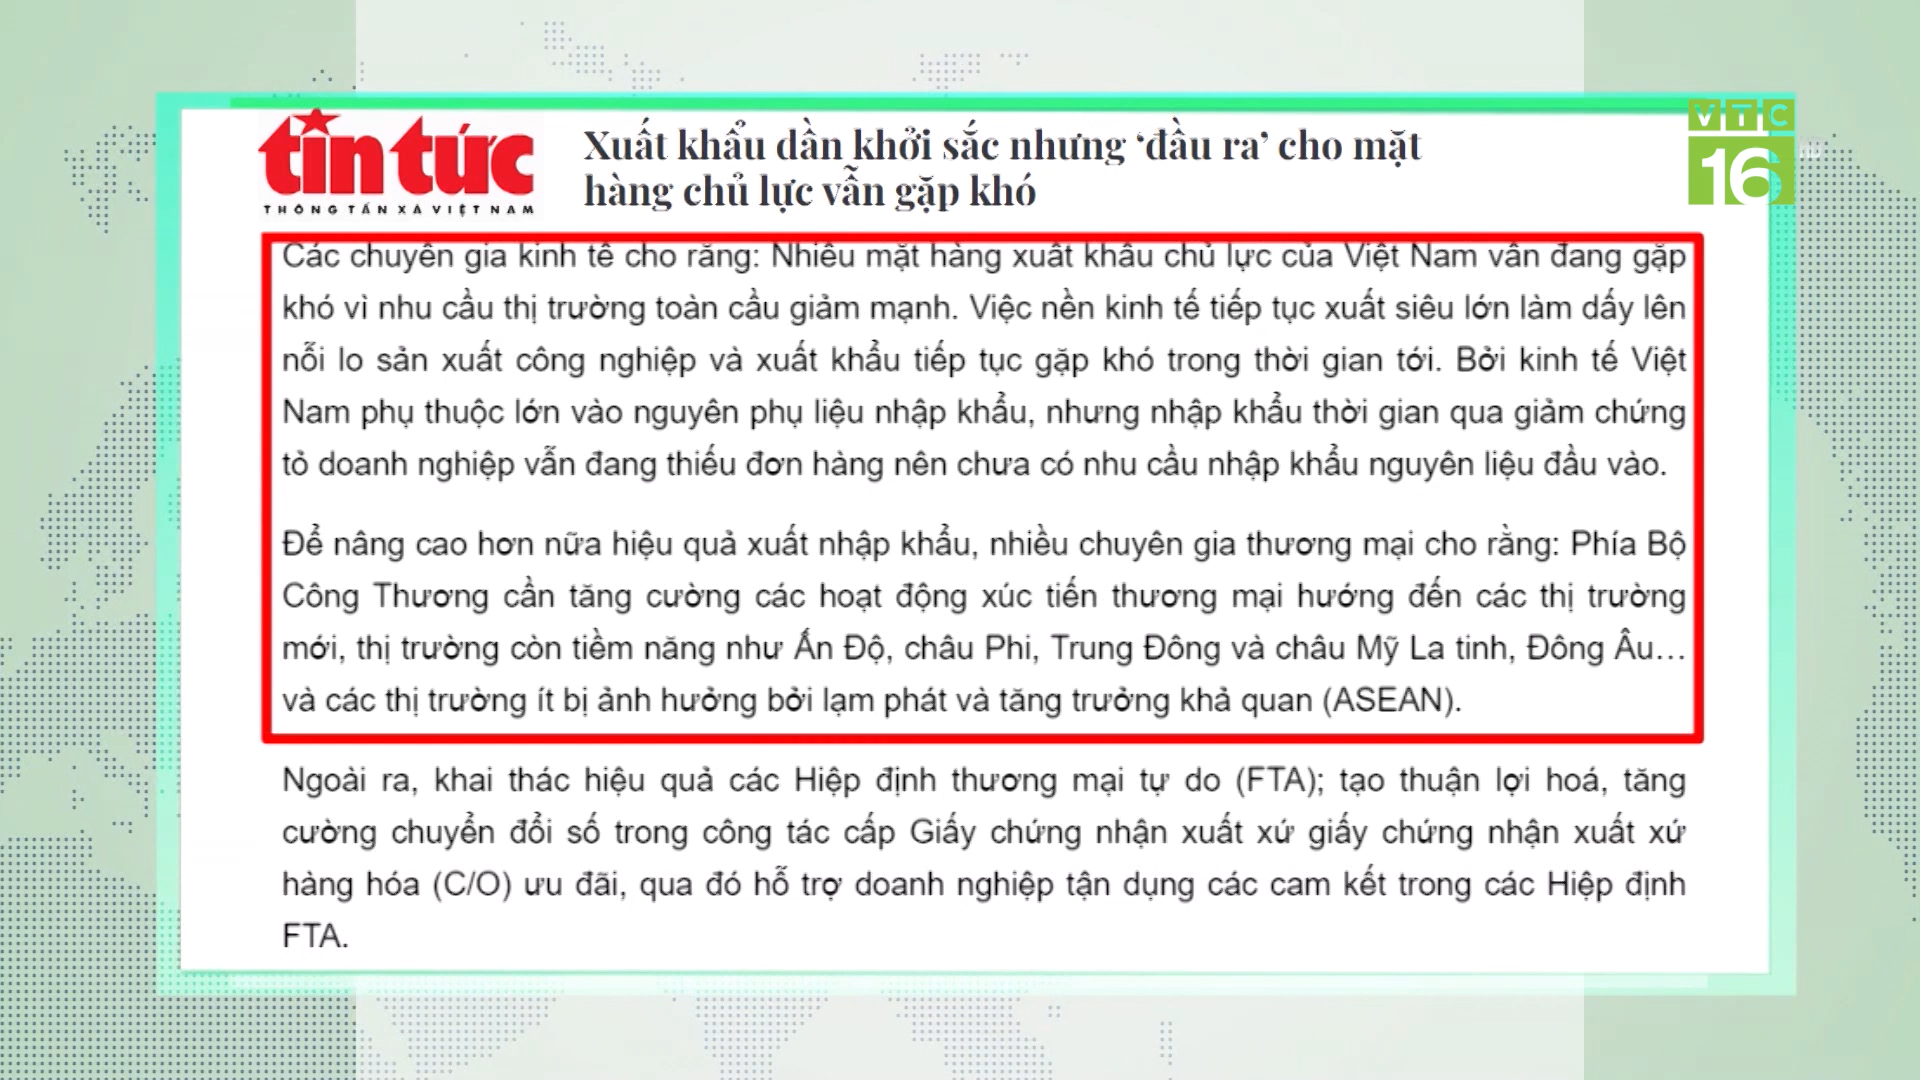 tin tức
THÔNG TẤN XÃ VIỆT NAM
Xuất khẩu dần khởi sắc nhưng ‘đầu ra’ cho mặt
hàng chủ lực vẫn gặp khó
VTC
16
Các chuyên gia kinh tế cho rằng: Nhiều mặt hàng xuất khẩu chủ lực của Việt Nam vẫn đang gặp
khó vì nhu cầu thị trường toàn cầu giảm mạnh. Việc nền kinh tế tiếp tục xuất siêu lớn làm dấy lên
nỗi lo sản xuất công nghiệp và xuất khẩu tiếp tục gặp khó trong thời gian tới. Bởi kinh tế Việt
Nam phụ thuộc lớn vào nguyên phụ liệu nhập khẩu, nhưng nhập khẩu thời gian qua giảm chứng
tỏ doanh nghiệp vẫn đang thiếu đơn hàng nên chưa có nhu cầu nhập khẩu nguyên liệu đầu vào.
Để nâng cao hơn nữa hiệu quả xuất nhập khẩu, nhiều chuyên gia thương mại cho rằng: Phía Bộ
Công Thương cần tăng cường các hoạt động xúc tiến thương mại hướng đến các thị trường
mới, thị trường còn tiềm năng như Ấn Độ, châu Phi, Trung Đông và châu Mỹ La tinh, Đông Âu...
và các thị trường ít bị ảnh hưởng bởi lạm phát và tăng trưởng khả quan (ASEAN).
Ngoài ra, khai thác hiệu quả các Hiệp định thương mại tự do (FTA); tạo thuận lợi hoá, tăng
cường chuyển đổi số trong công tác cấp Giấy chứng nhận xuất xứ giấy chứng nhận xuất xứ
hàng hóa (C/O) ưu đãi, qua đó hỗ trợ doanh nghiệp tận dụng các cam kết trong các Hiệp định
FTA.